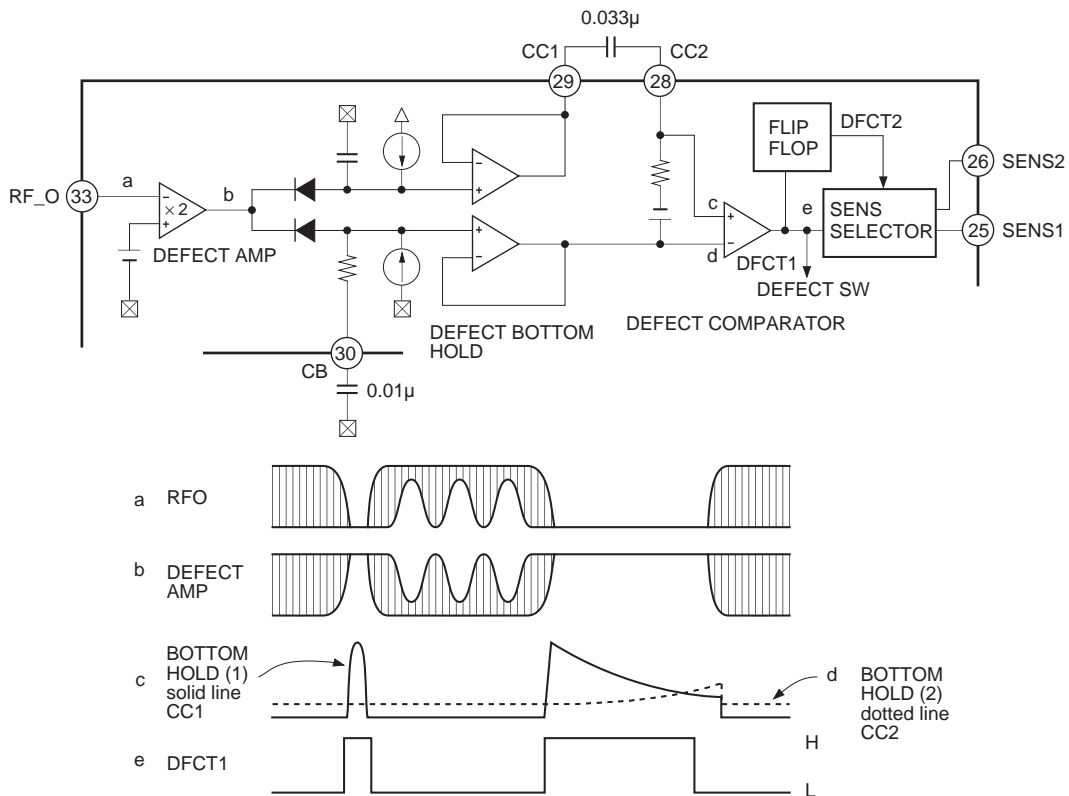 0.033µ
CC1
CC2
29
28
FLIP
FLOP
DFCT2
26
SENS2
RF_O
33
a
−
× 2
+
b
−
+
c
+
e
SENS
SELECTOR
25
SENS1
DEFECT AMP
+
−
d
−
DFCT1
DEFECT SW
DEFECT BOTTOM
HOLD
DEFECT COMPARATOR
30
CB
0.01µ
a
RFO
b
DEFECT
AMP
c
BOTTOM
HOLD (1)
solid line
CC1
d
BOTTOM
HOLD (2)
dotted line
CC2
e
DFCT1
H
L